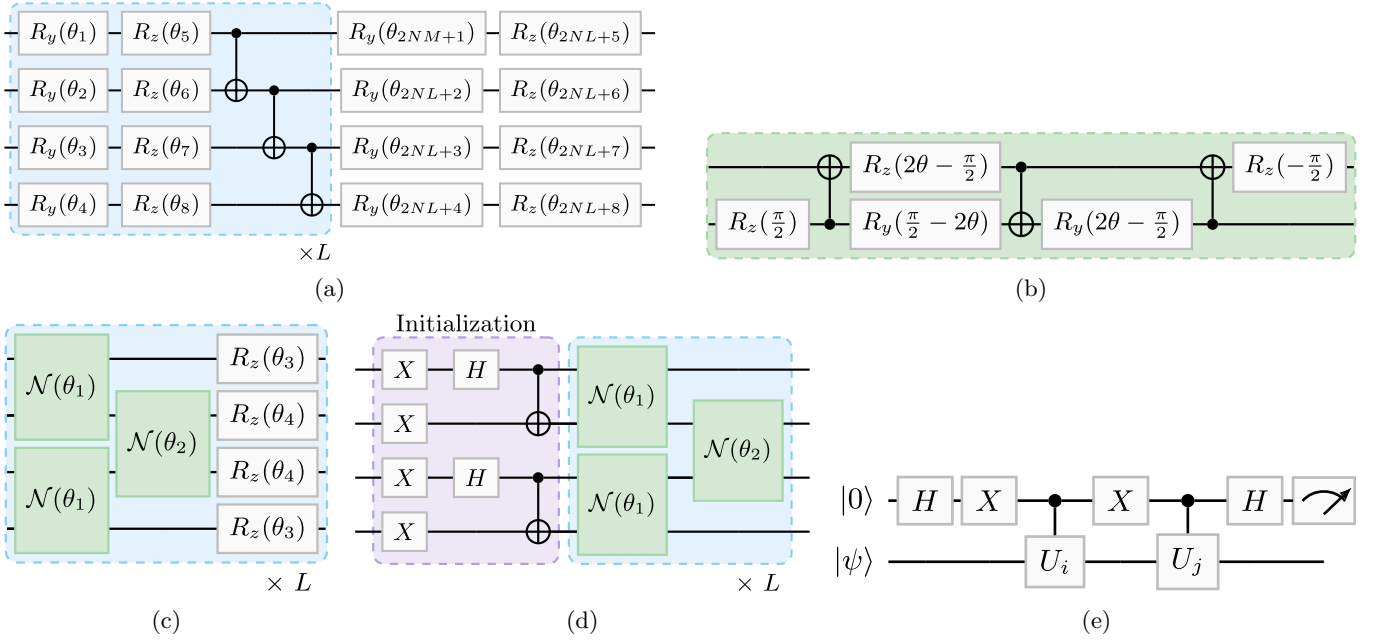 R_y(θ_1) R_z(θ_5) R_y(θ_{2NM+1}) R_z(θ_{2NL+5})
R_y(θ_2) R_z(θ_6) R_y(θ_{2NL+2}) R_z(θ_{2NL+6})
R_y(θ_3) R_z(θ_7) R_y(θ_{2NL+3}) R_z(θ_{2NL+7})
R_y(θ_4) R_z(θ_8) R_y(θ_{2NL+4}) R_z(θ_{2NL+8})
×L
(a)
R_z(2θ − π/2) R_z(−π/2)
R_z(π/2) R_y(π/2 − 2θ) R_y(2θ − π/2)
(b)
N(θ_1) R_z(θ_3)
N(θ_2) R_z(θ_4)
N(θ_1) R_z(θ_4)
R_z(θ_3)
× L
(c)
Initialization
X H N(θ_1)
X N(θ_2)
X H N(θ_1)
X
× L
(d)
|0⟩ H X X H
|ψ⟩ U_i U_j
(e)